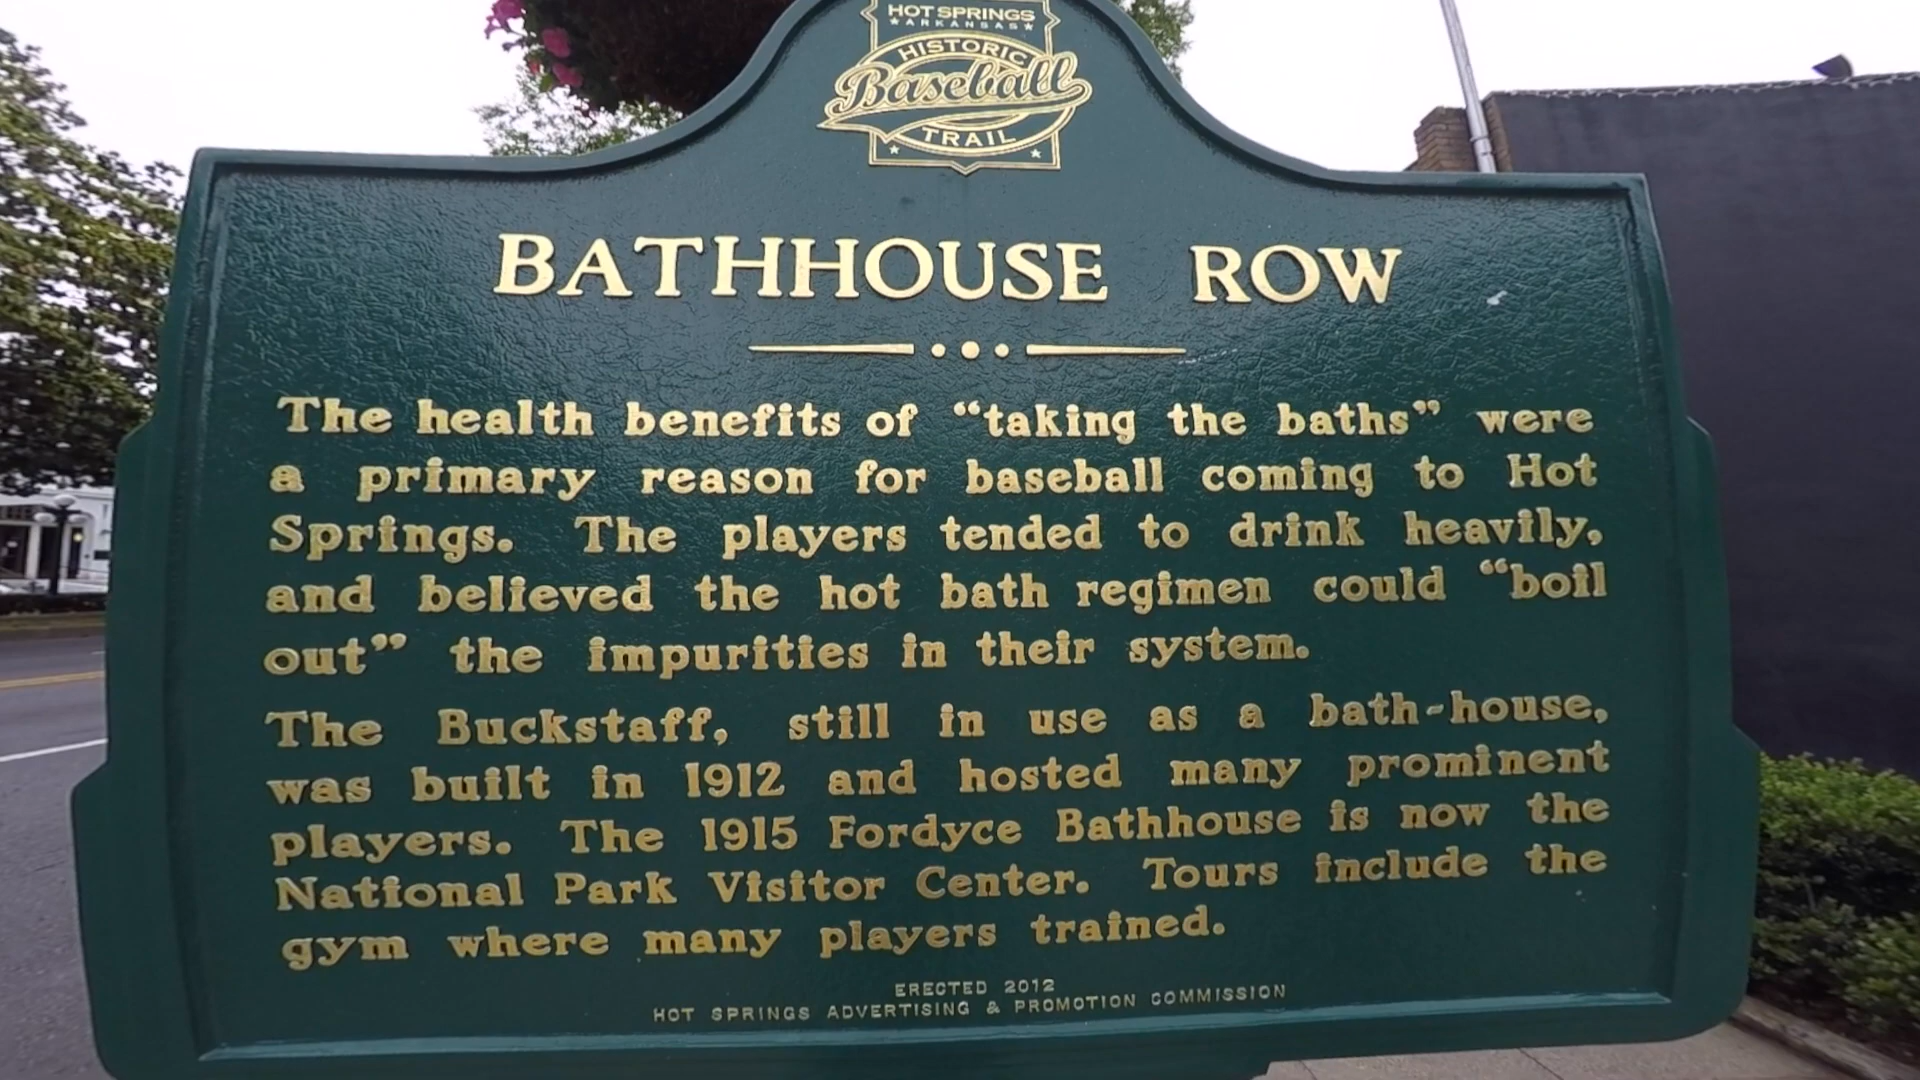 HOT SPRINGS
★ARKANSAS★
HISTORIC
Baseball
TRAIL
BATHHOUSE ROW
The health benefits of “taking the baths” were
a primary reason for baseball coming to Hot
Springs. The players tended to drink heavily,
and believed the hot bath regimen could “boil
out” the impurities in their system.
The Buckstaff, still in use as a bath-house,
was built in 1912 and hosted many prominent
players. The 1915 Fordyce Bathhouse is now the
National Park Visitor Center. Tours include the
gym where many players trained.
ERECTED 2012
HOT SPRINGS ADVERTISING & PROMOTION COMMISSION